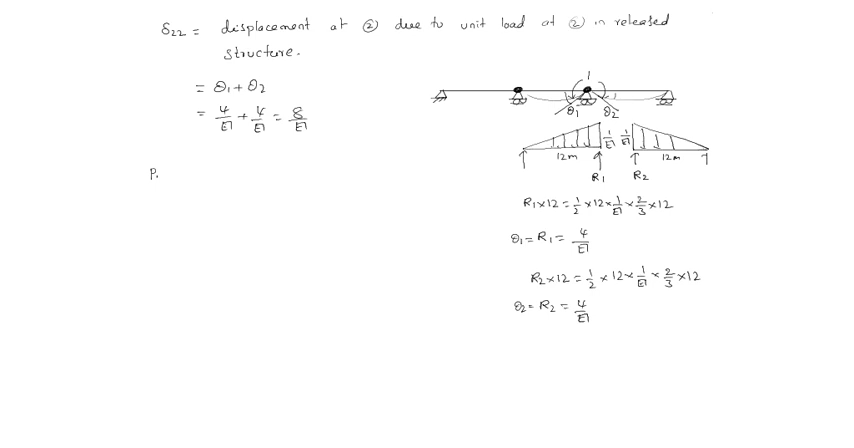 δ22 = displacement at ② due to unit load at ② in released
structure.
= θ1 + θ2
= 4/EI + 4/EI = 8/EI
P.
1
θ1 θ2
1/EI 1/EI
12m 12m
R1 R2
R1×12 = 1/2 ×12× 1/EI × 2/3 ×12
θ1 = R1 = 4/EI
R2×12 = 1/2 × 12× 1/EI × 2/3 ×12
θ2 = R2 = 4/EI